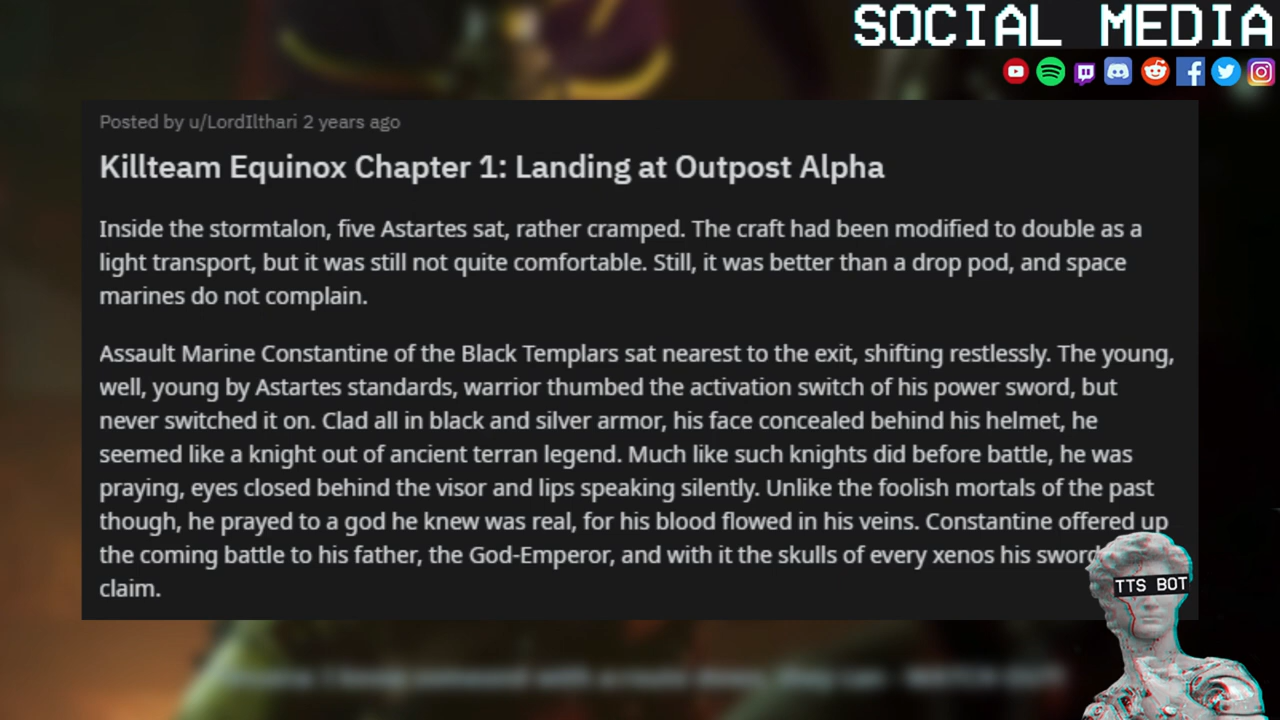 SOCIAL MEDIA
Posted by u/LordIlthari 2 years ago
Killteam Equinox Chapter 1: Landing at Outpost Alpha
Inside the stormtalon, five Astartes sat, rather cramped. The craft had been modified to double as a
light transport, but it was still not quite comfortable. Still, it was better than a drop pod, and space
marines do not complain.
Assault Marine Constantine of the Black Templars sat nearest to the exit, shifting restlessly. The young,
well, young by Astartes standards, warrior thumbed the activation switch of his power sword, but
never switched it on. Clad all in black and silver armor, his face concealed behind his helmet, he
seemed like a knight out of ancient terran legend. Much like such knights did before battle, he was
praying, eyes closed behind the visor and lips speaking silently. Unlike the foolish mortals of the past
though, he prayed to a god he knew was real, for his blood flowed in his veins. Constantine offered up
the coming battle to his father, the God-Emperor, and with it the skulls of every xenos his sword
claim.
TTS BOT